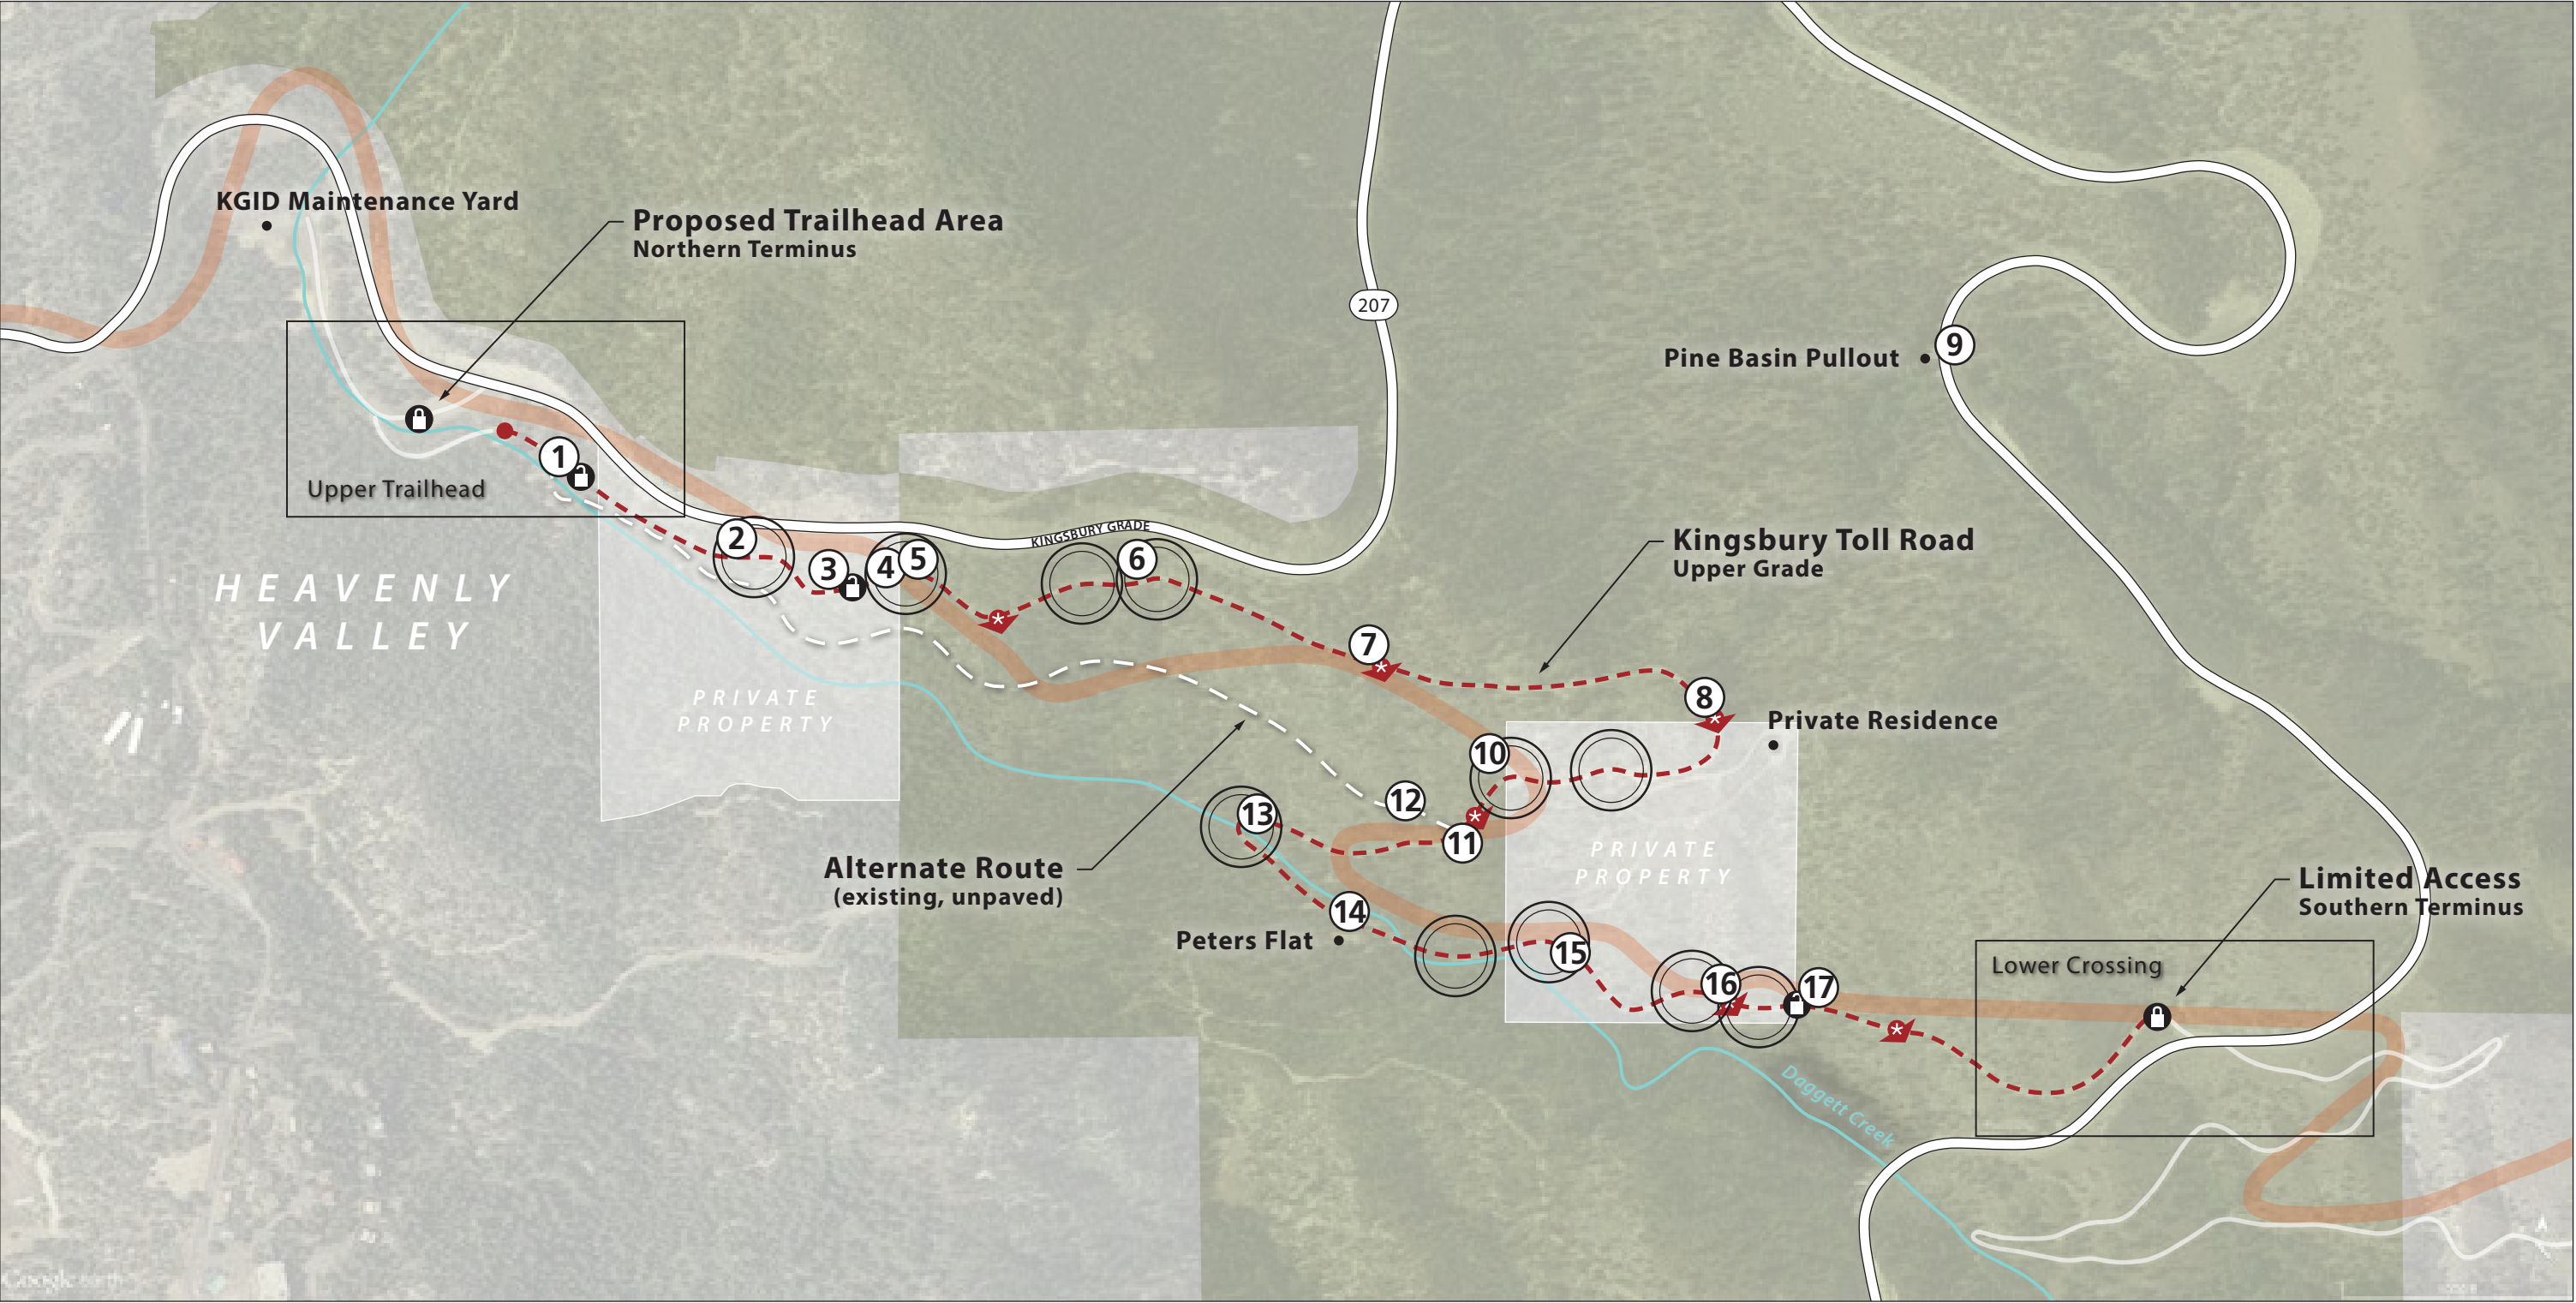 KGID Maintenance Yard
Proposed Trailhead Area
Northern Terminus
207
9
Pine Basin Pullout
1
Upper Trailhead
KINGSBURY GRADE
2
3
4
5
6
Kingsbury Toll Road
Upper Grade
HEAVENLY
VALLEY
7
8
PRIVATE
PROPERTY
Private Residence
10
12
13
11
Alternate Route
(existing, unpaved)
PRIVATE
PROPERTY
Limited Access
Southern Terminus
14
Peters Flat
15
Lower Crossing
16
17
Daggett Creek
Google earth